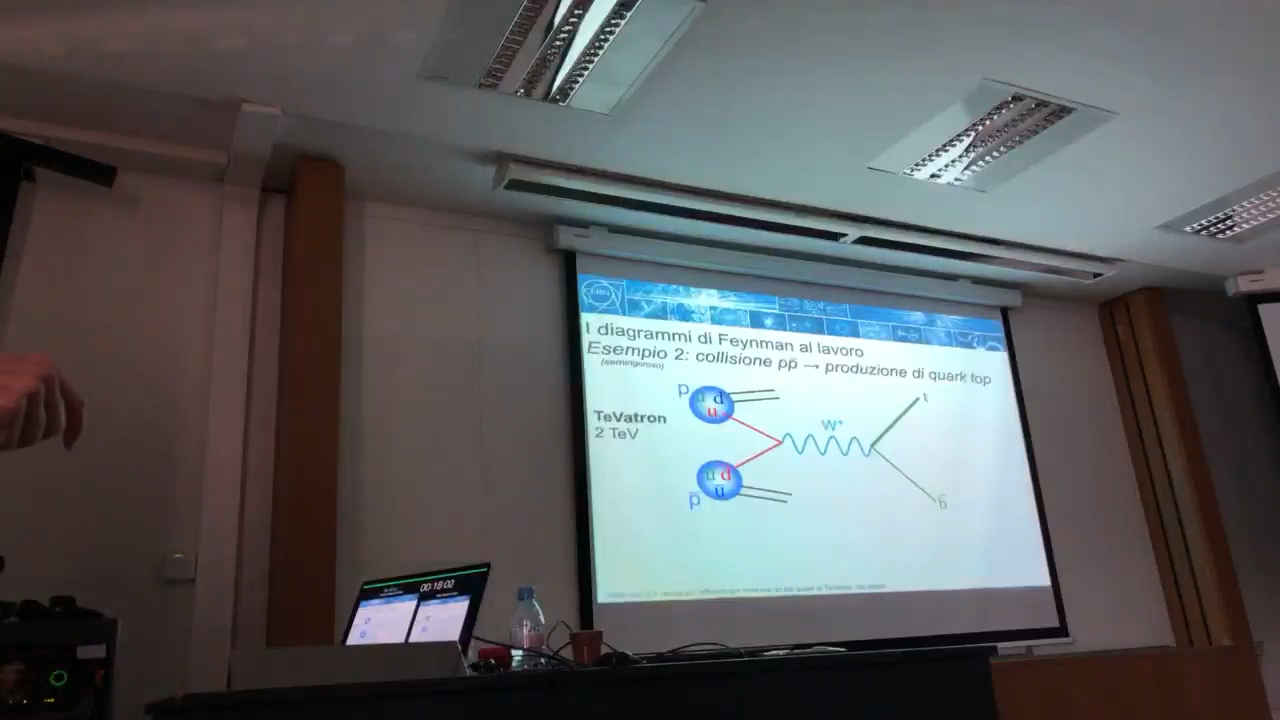 CERN
I diagrammi di Feynman al lavoro
Esempio 2: collisione pp̄ → produzione di quark top
(semirigoroso)
TeVatron
2 TeV
p
u d
u
W⁺
t
ū d̄
ū
p̄
b̄
00:18:02